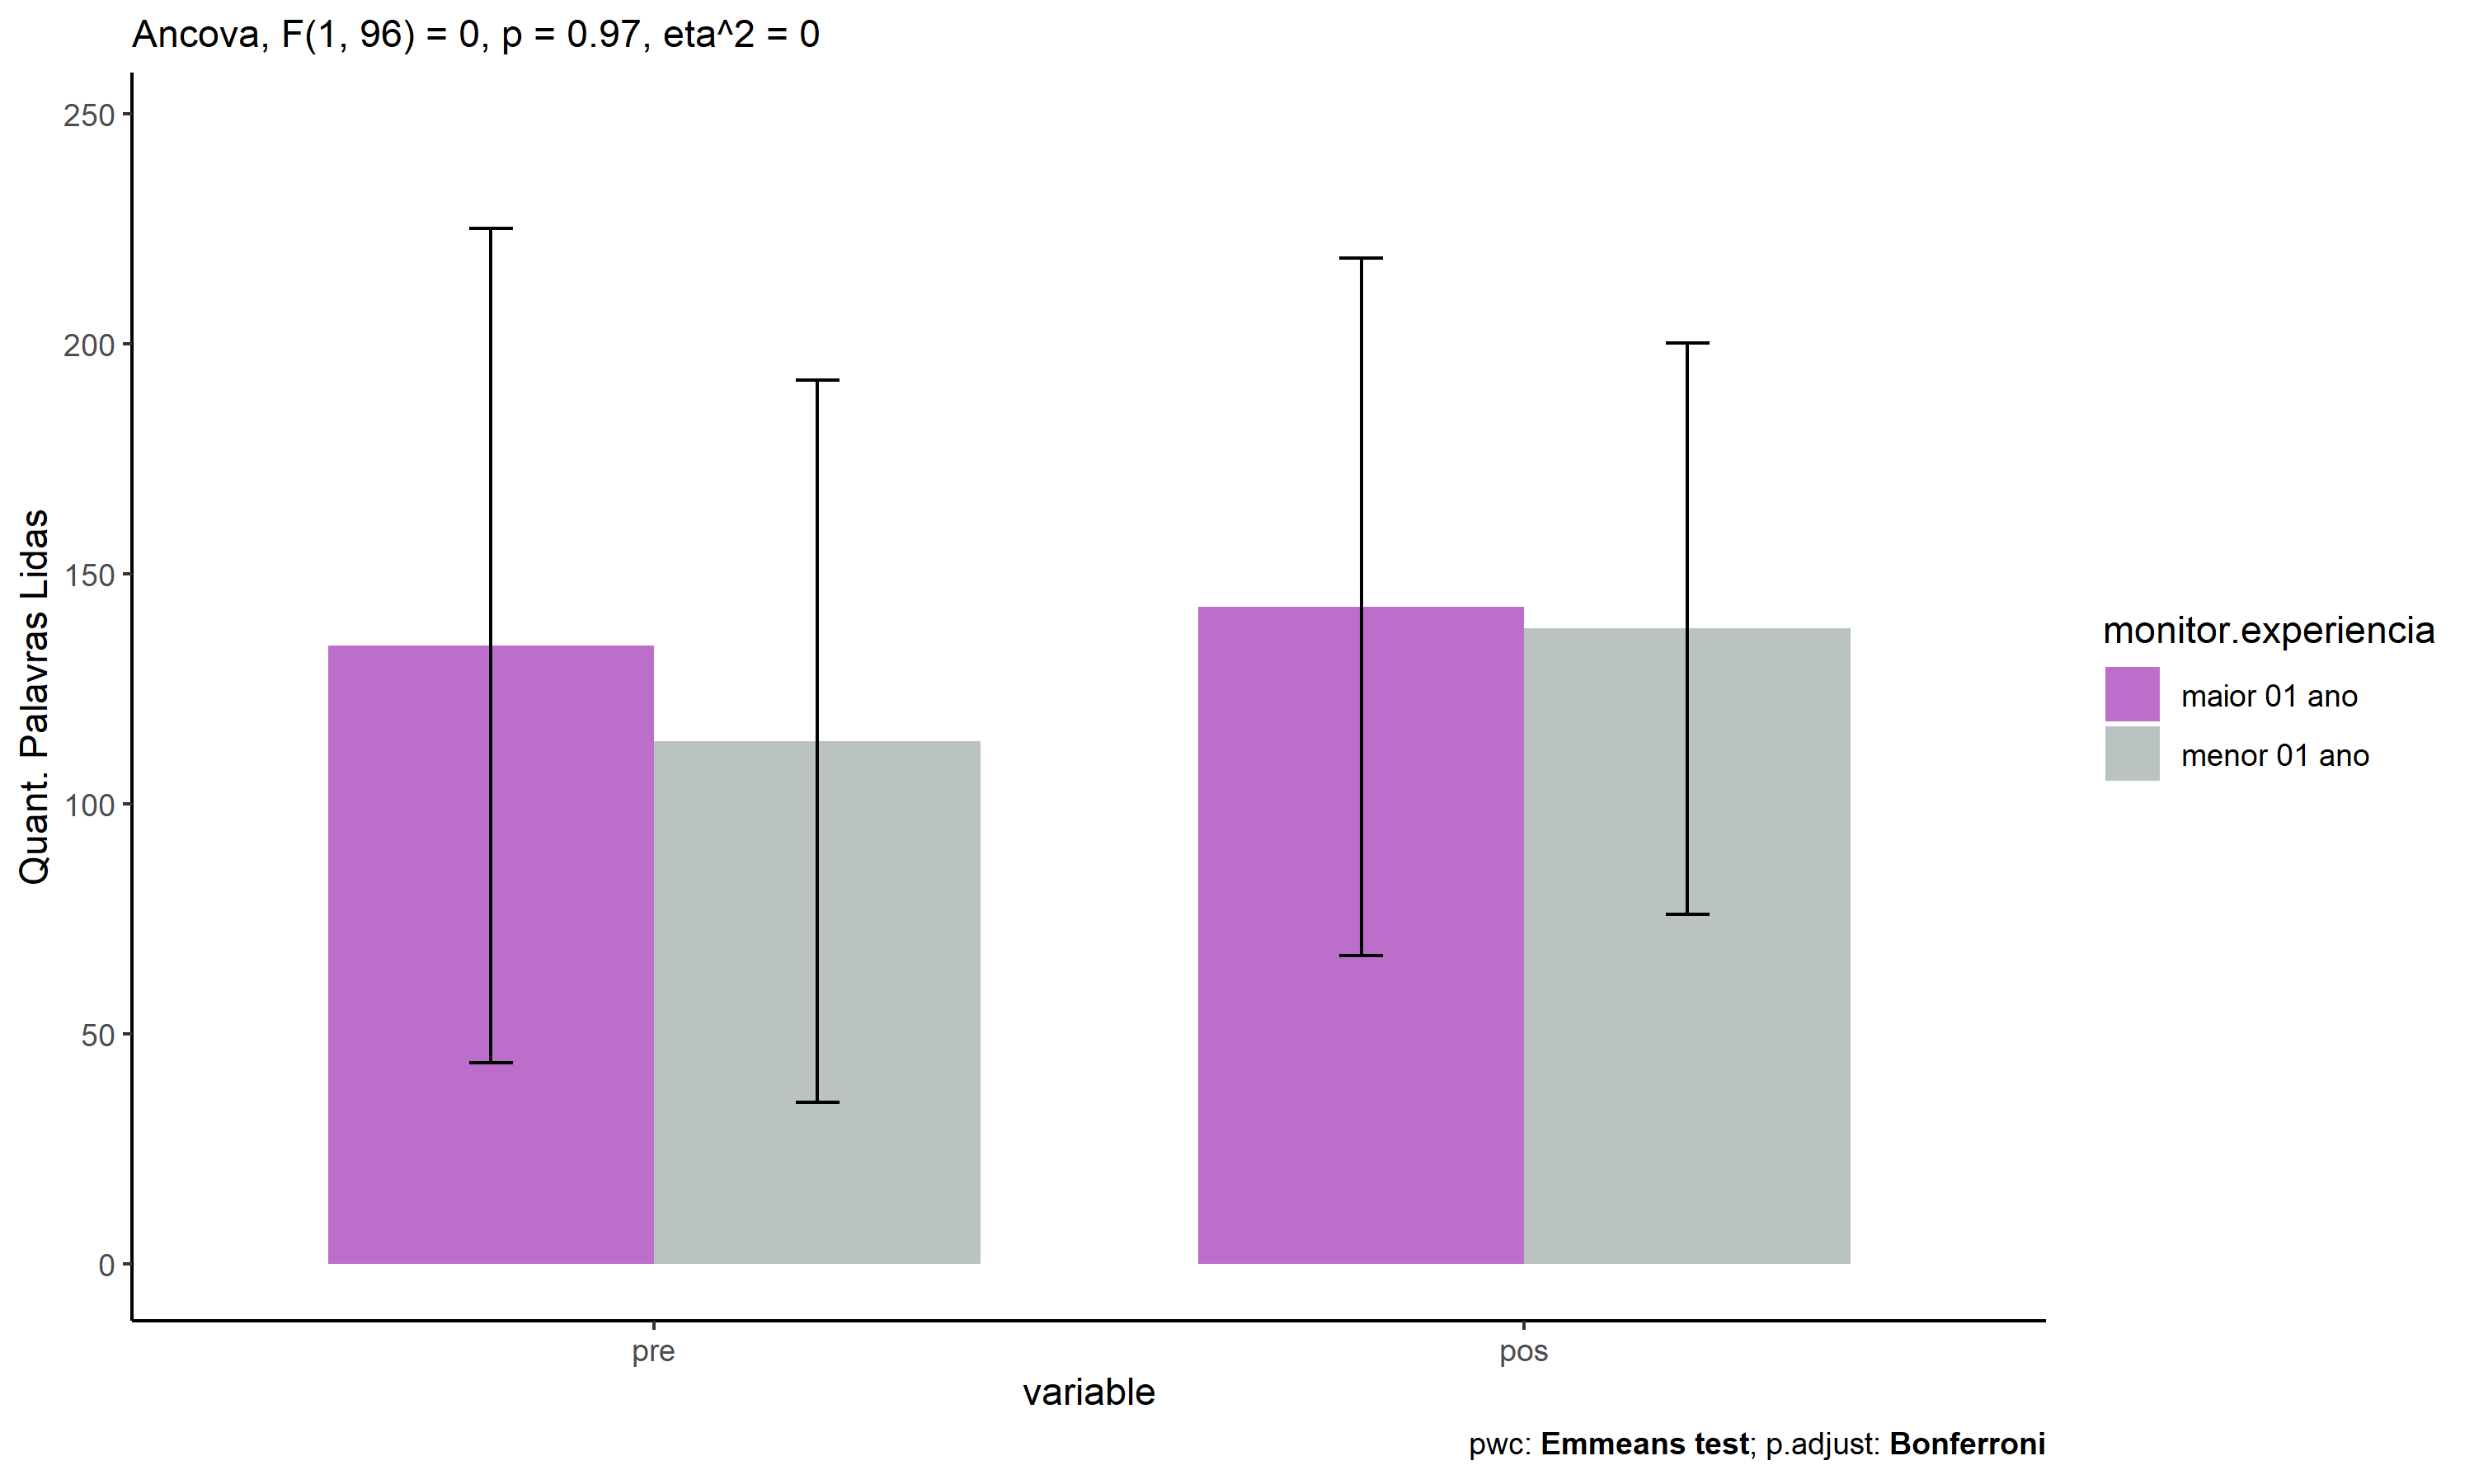 Ancova, F(1, 96) = 0, p = 0.97, eta^2 = 0
250
200
150
100
50
0
Quant. Palavras Lidas
pre
pos
variable
monitor.experiencia
maior 01 ano
menor 01 ano
pwc: Emmeans test; p.adjust: Bonferroni